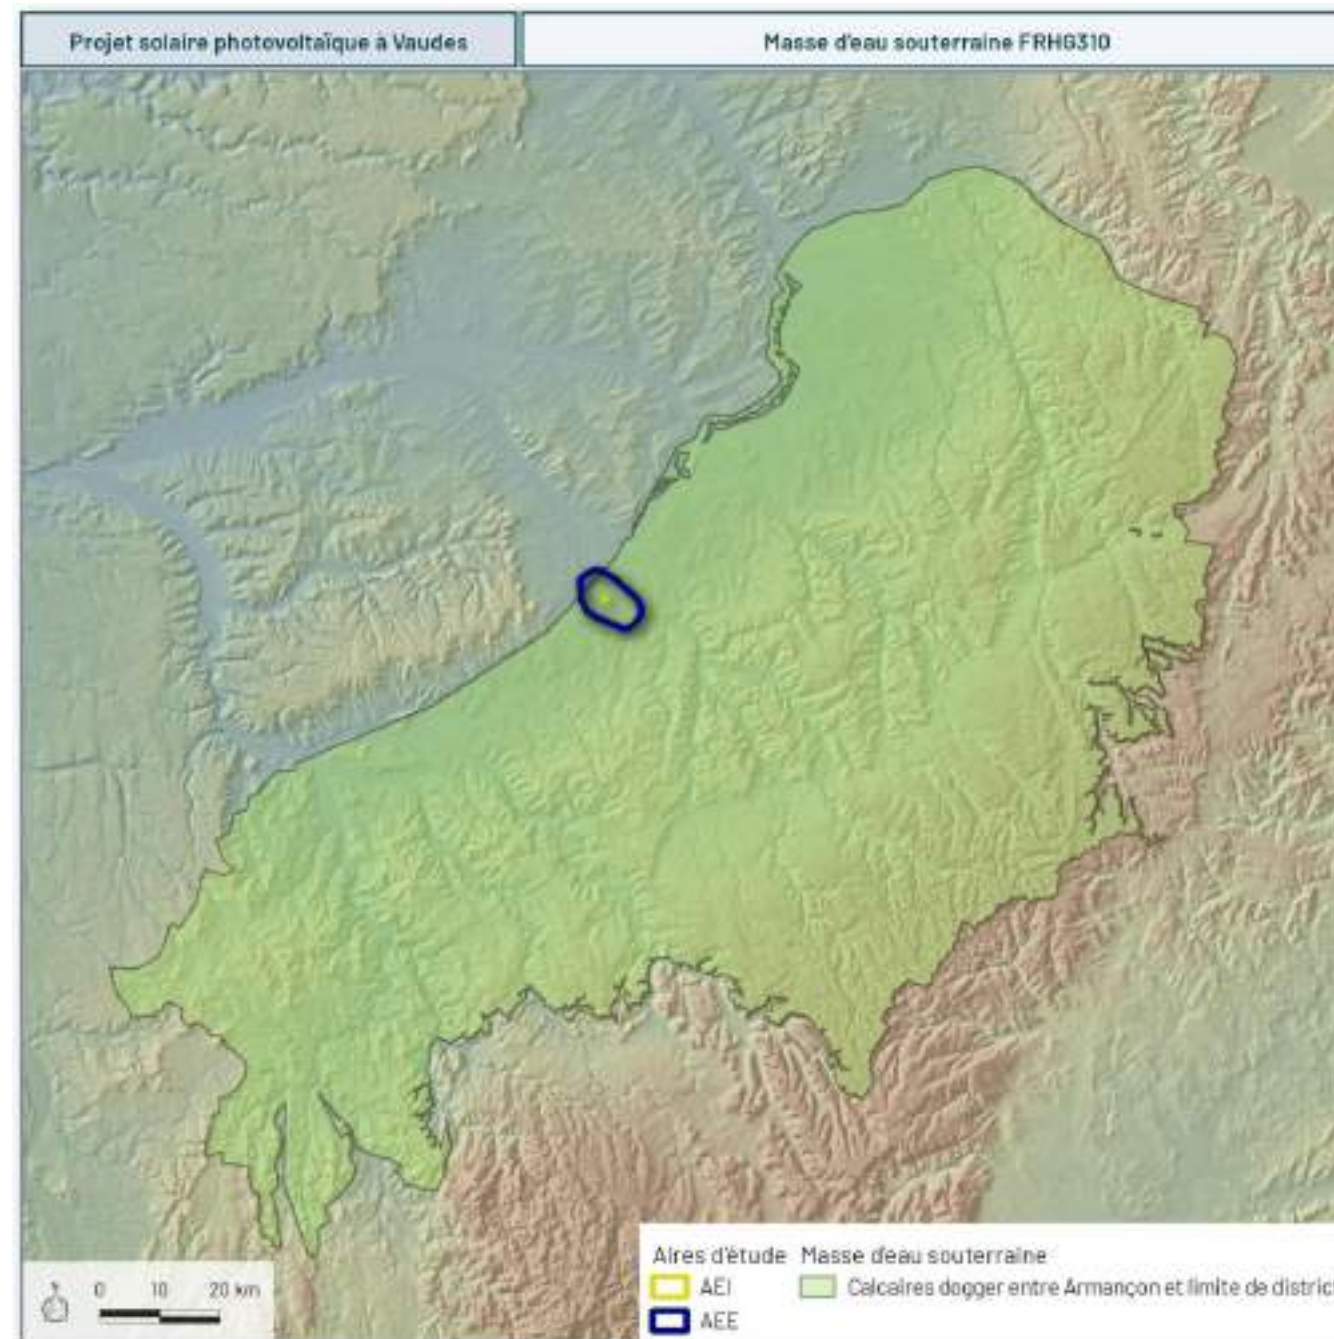 Projet solaire photovoltaïque à Vaudes
Masse d'eau souterraine FRHG310
Aires d'étude Masse d'eau souterraine
AEI Calcaires dogger entre Armançon et limite de distric
AEE
0 10 20 km